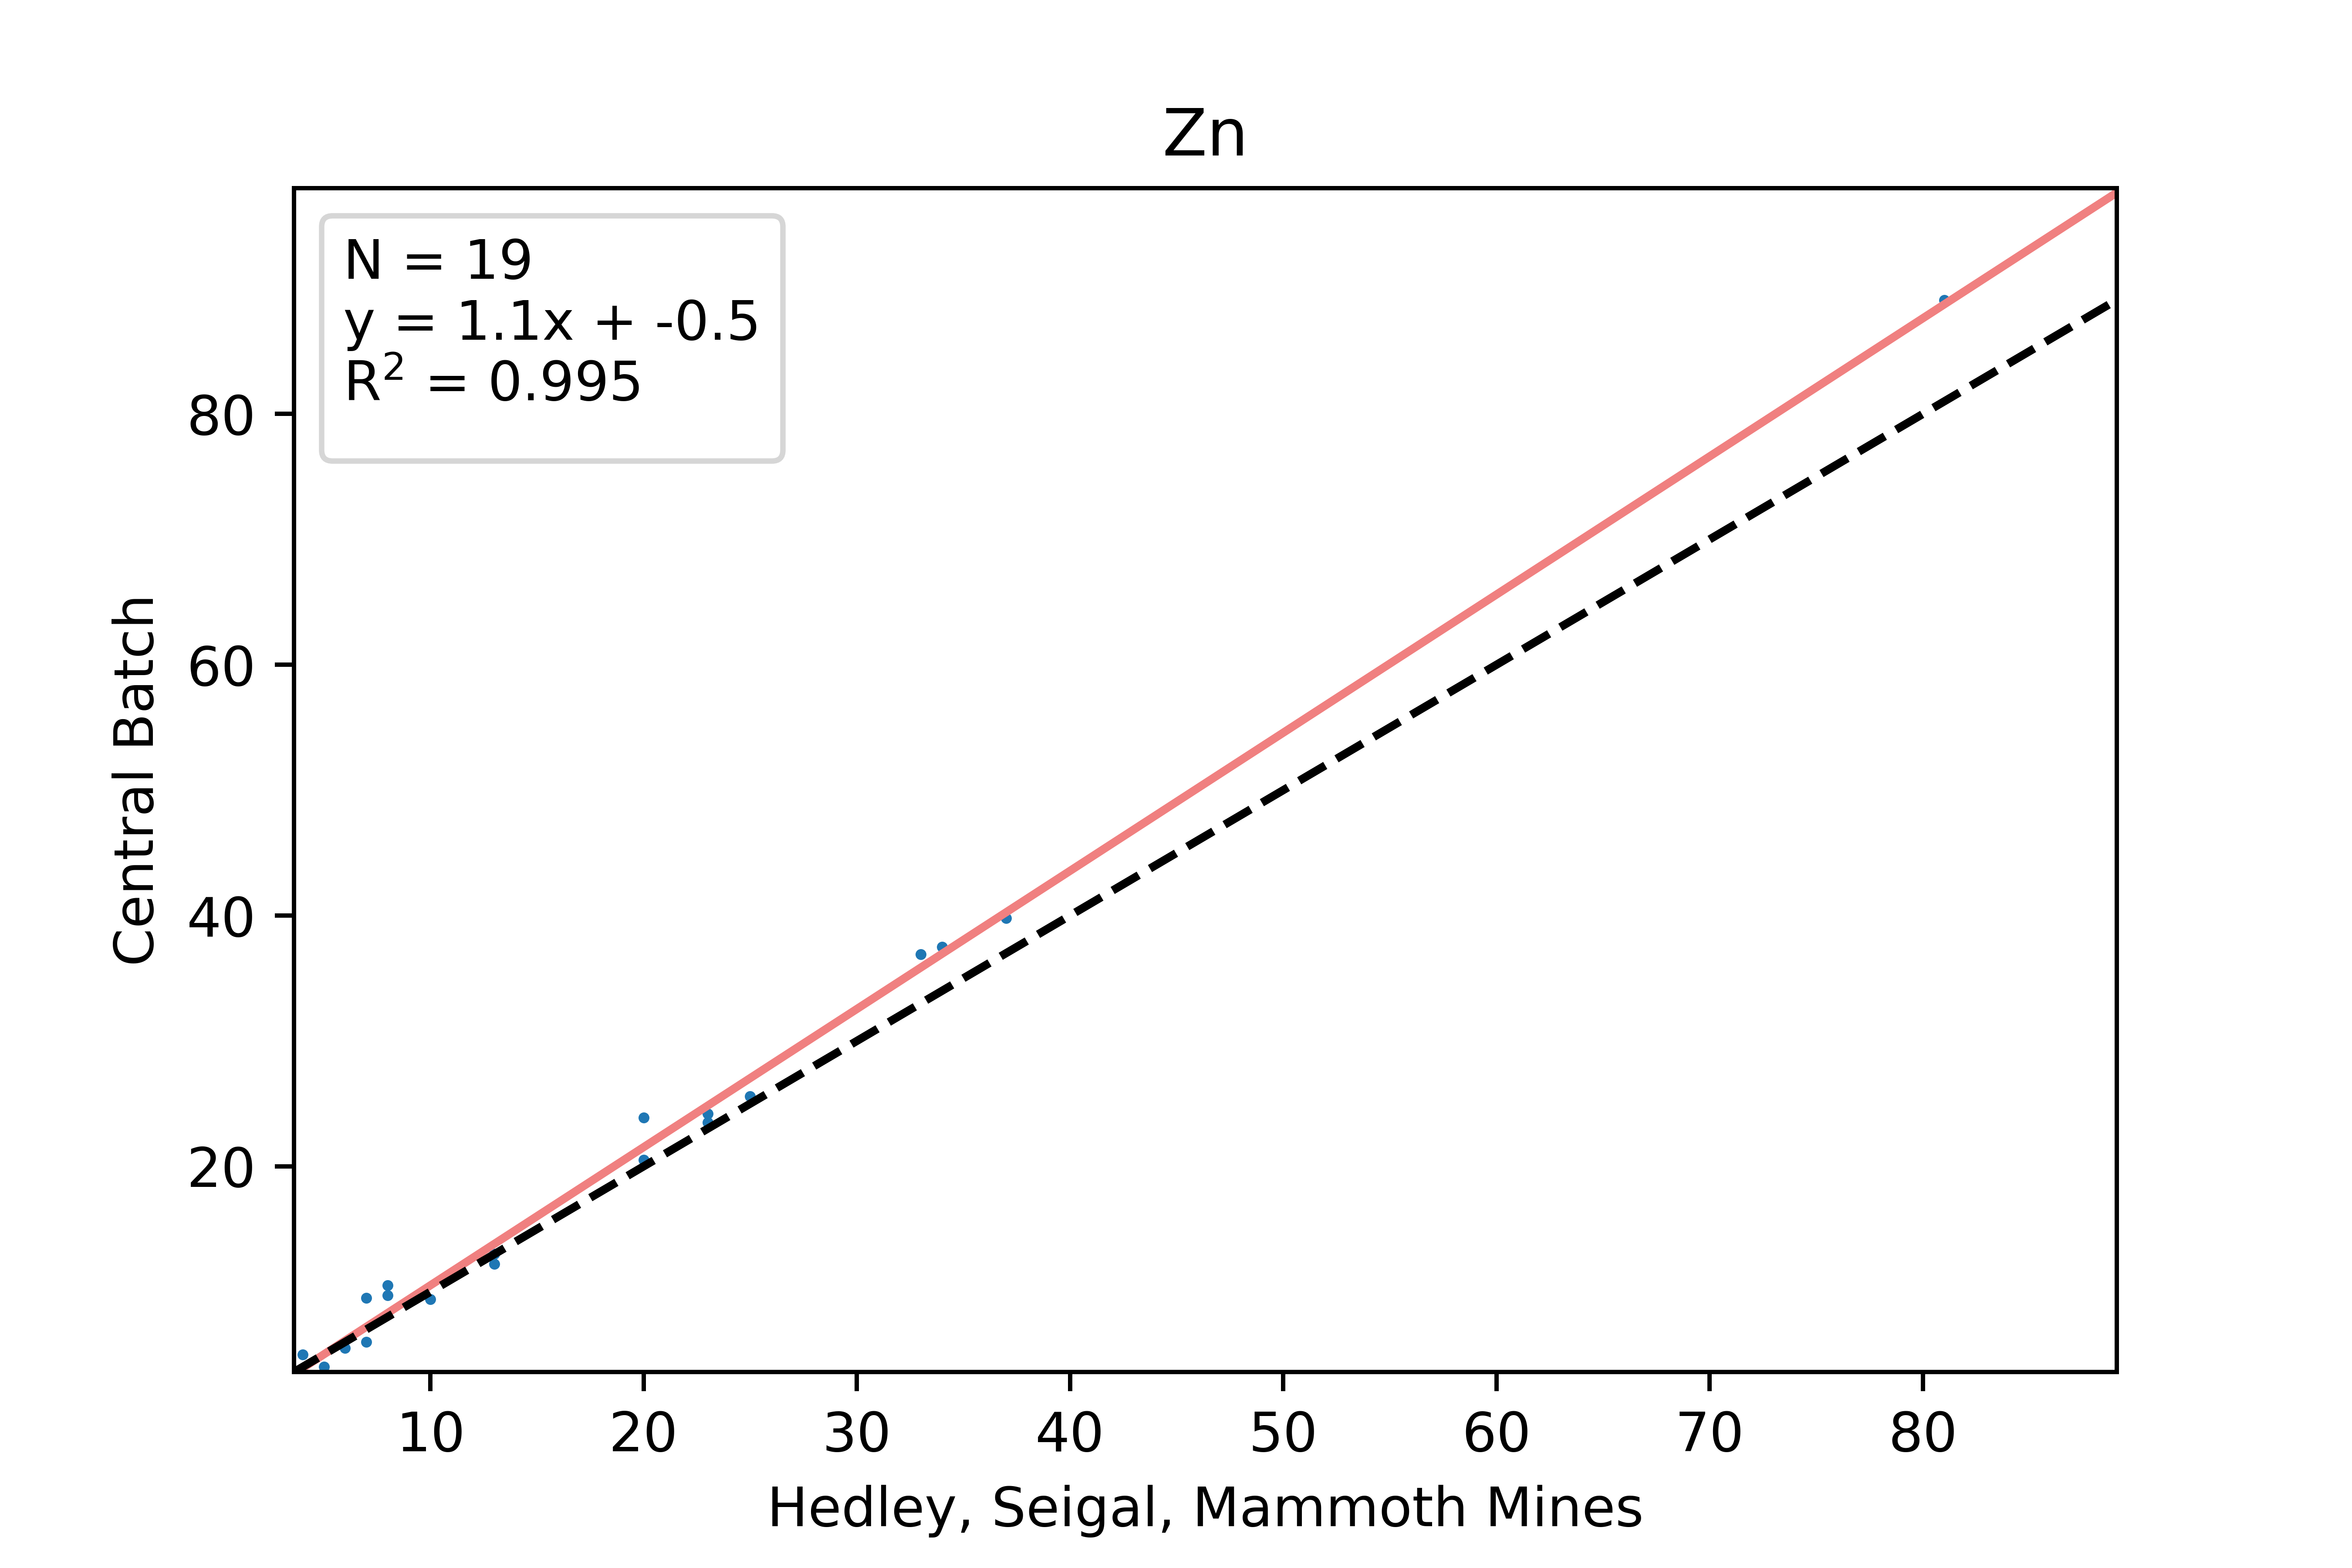 Zn
N = 19
y = 1.1x + -0.5
R² = 0.995
80
60
40
20
Central Batch
10 20 30 40 50 60 70 80
Hedley, Seigal, Mammoth Mines